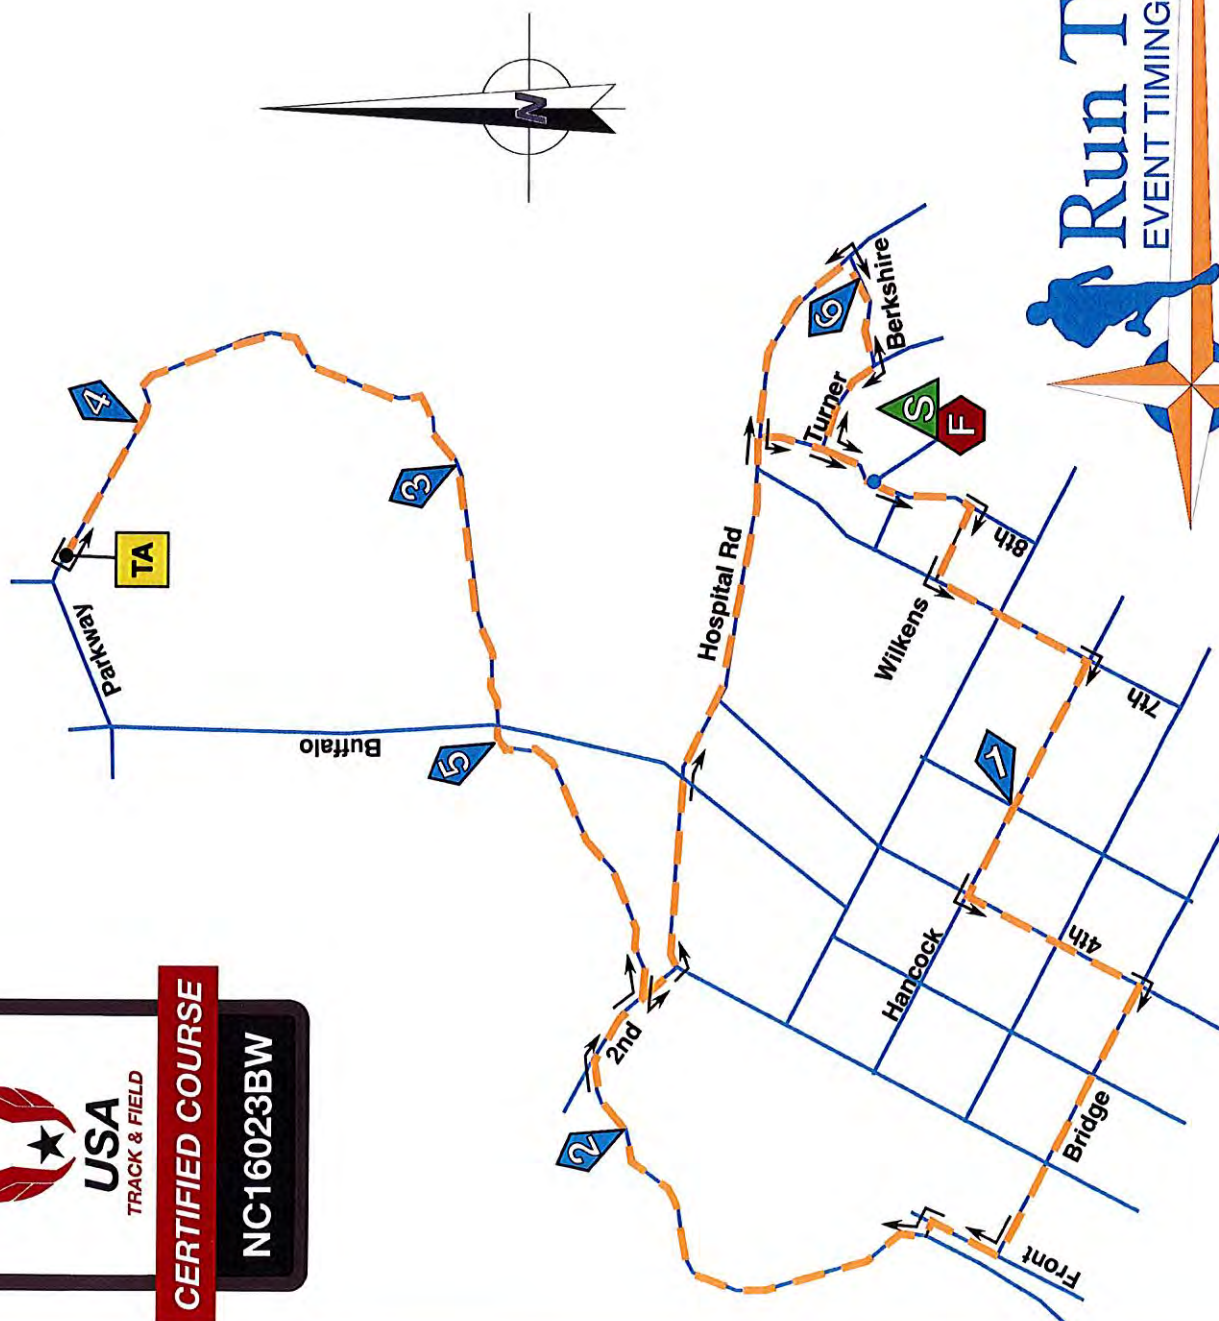 N
Run T
EVENT TIMING
4
TA
3
Parkway
Buffalo
5
Hospital Rd
6
Berkshire
Turner
S
F
8th
Wilkens
7th
1
Hancock
4th
2nd
2
Bridge
Front
USA
TRACK & FIELD
CERTIFIED COURSE
NC16023BW